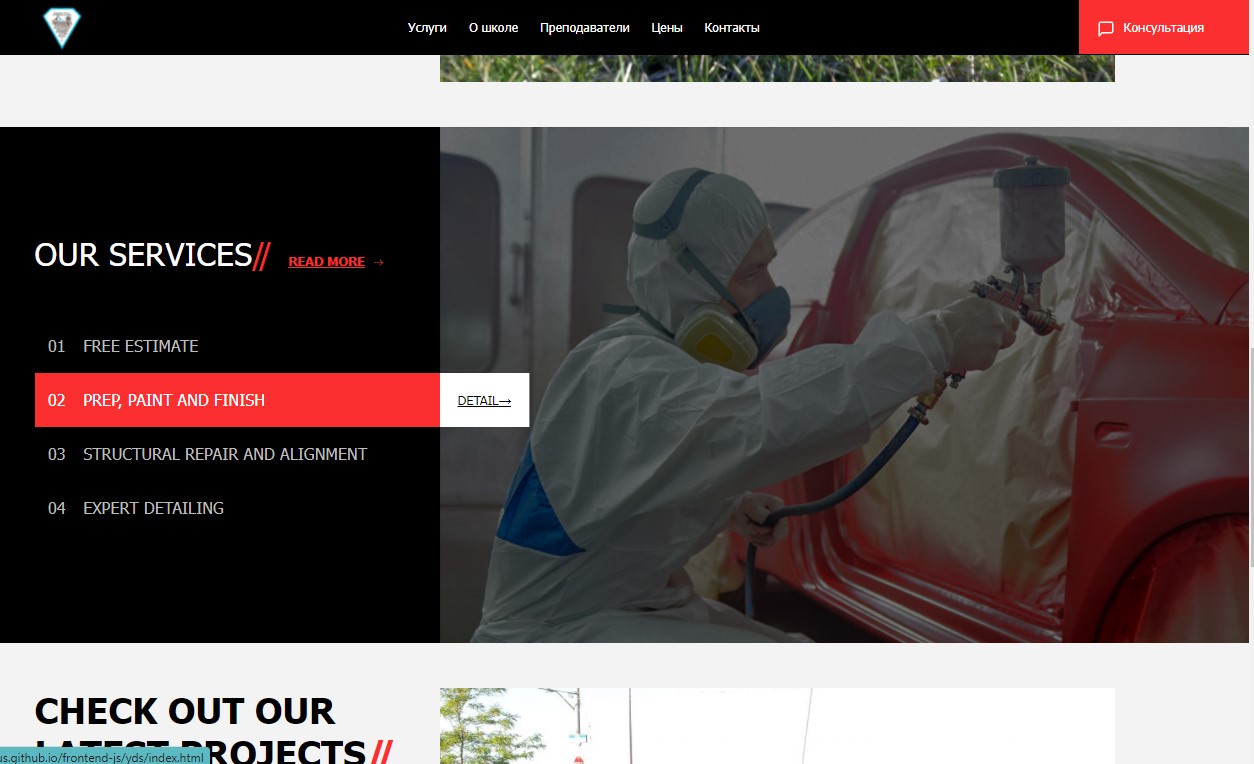 Услуги О школе Преподаватели Цены Контакты Консультация
OUR SERVICES// READ MORE →
01 FREE ESTIMATE
02 PREP, PAINT AND FINISH DETAIL→
03 STRUCTURAL REPAIR AND ALIGNMENT
04 EXPERT DETAILING
CHECK OUT OUR
LATEST PROJECTS//
us.github.io/frontend-js/yds/index.html